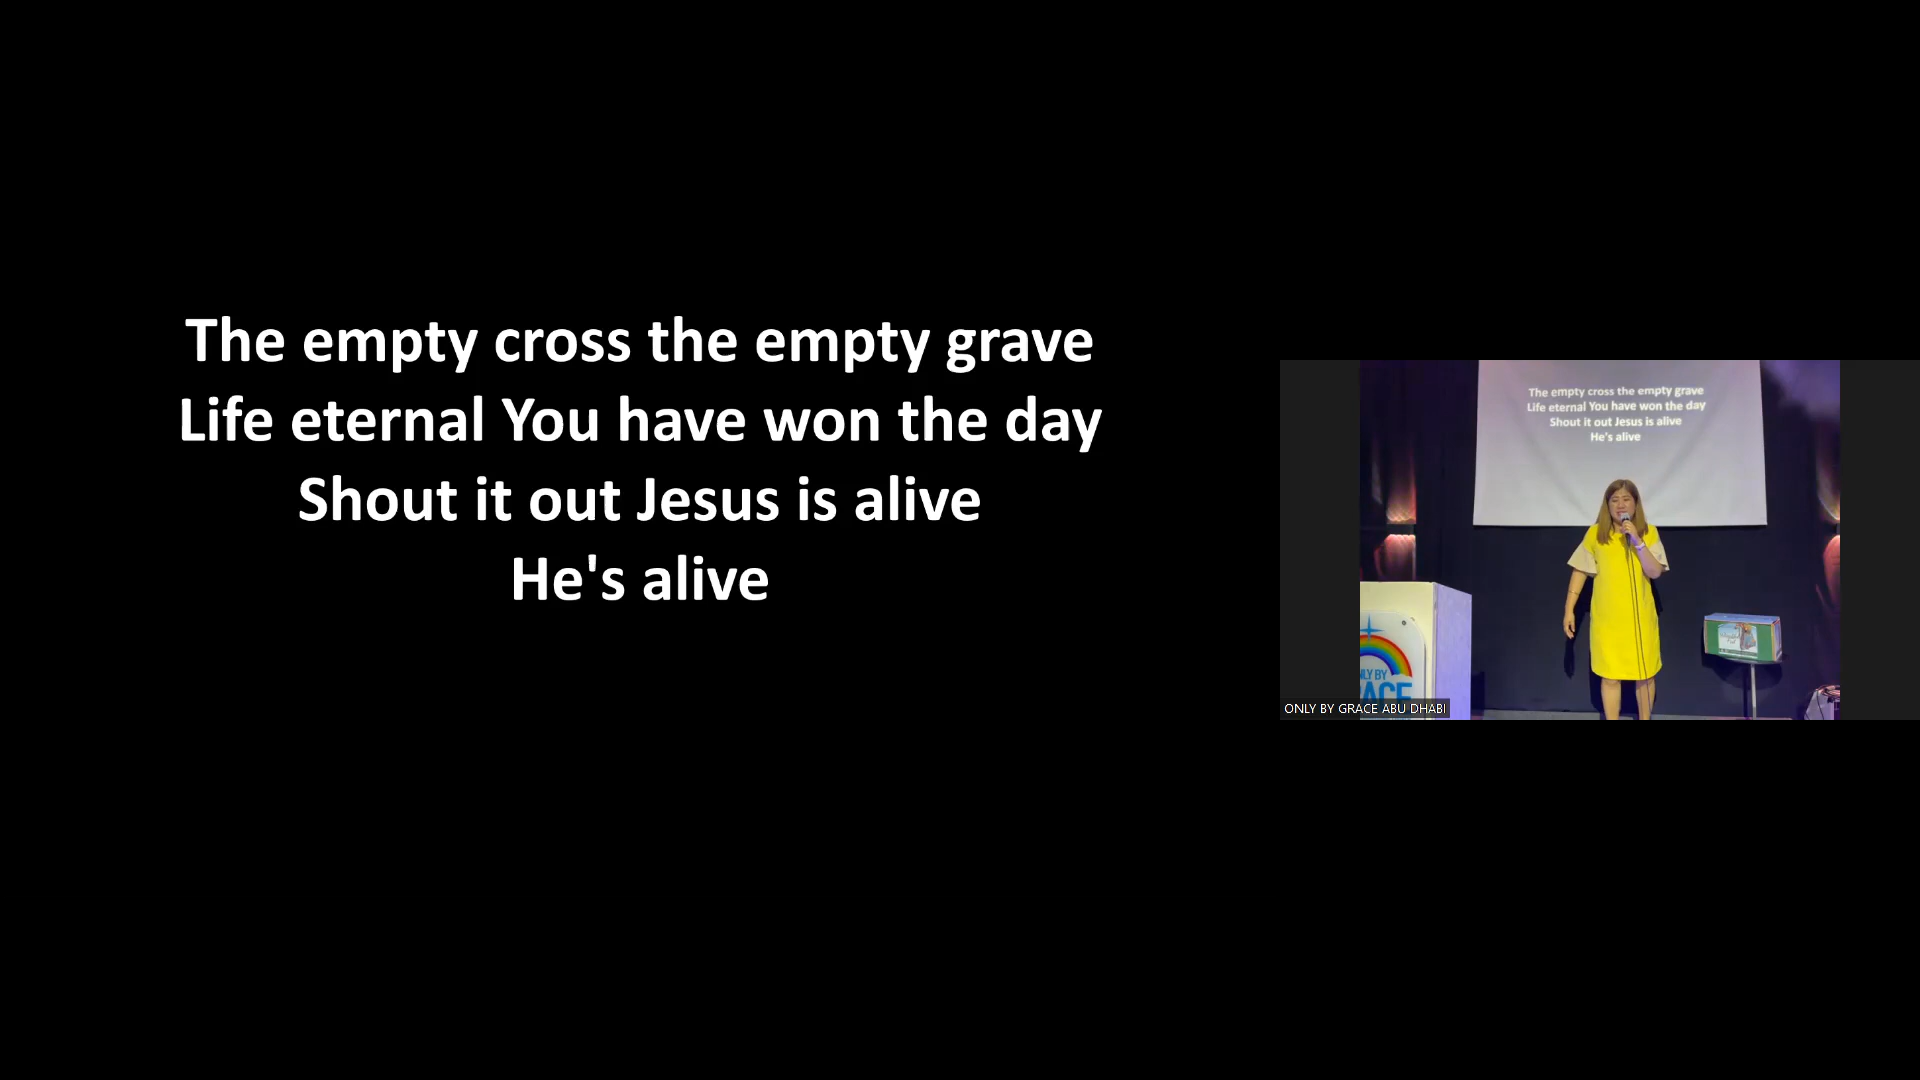 The empty cross the empty grave
Life eternal You have won the day
Shout it out Jesus is alive
He's alive
The empty cross the empty grave
Life eternal You have won the day
Shout it out Jesus is alive
He's alive
ONLY BY GRACE ABU DHABI